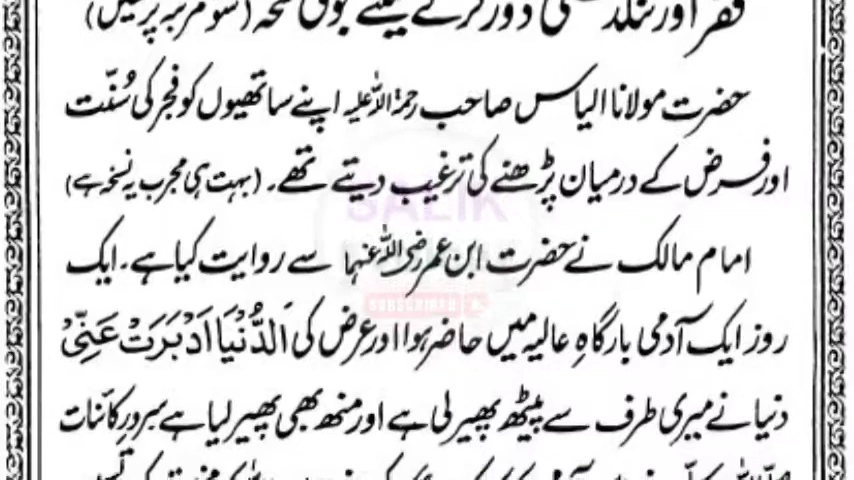 فقر اور تنگدستی دور کرنے کیلئے نبوی نسخہ (سو مرتبہ پڑھیں)
حضرت مولانا الیاس صاحب رحمۃ اللہ علیہ اپنے ساتھیوں کو فجر کی سُنّت
اور فرض کے درمیان پڑھنے کی ترغیب دیتے تھے۔ (بہت ہی مجرب یہ نسخہ ہے)
SALIK
امام مالک نے حضرت ابن عمر رضی اللہ عنہما سے روایت کیا ہے۔ ایک
SUBSCRIBED
روز ایک آدمی بارگاہِ عالیہ میں حاضر ہوا اور عرض کی اَلدُّنْيَا اَدْبَرَتْ عَنِّيْ
دنیا نے میری طرف سے پیٹھ پھیر لی ہے اور منھ بھی پھیر لیا ہے سرورِ کائنات